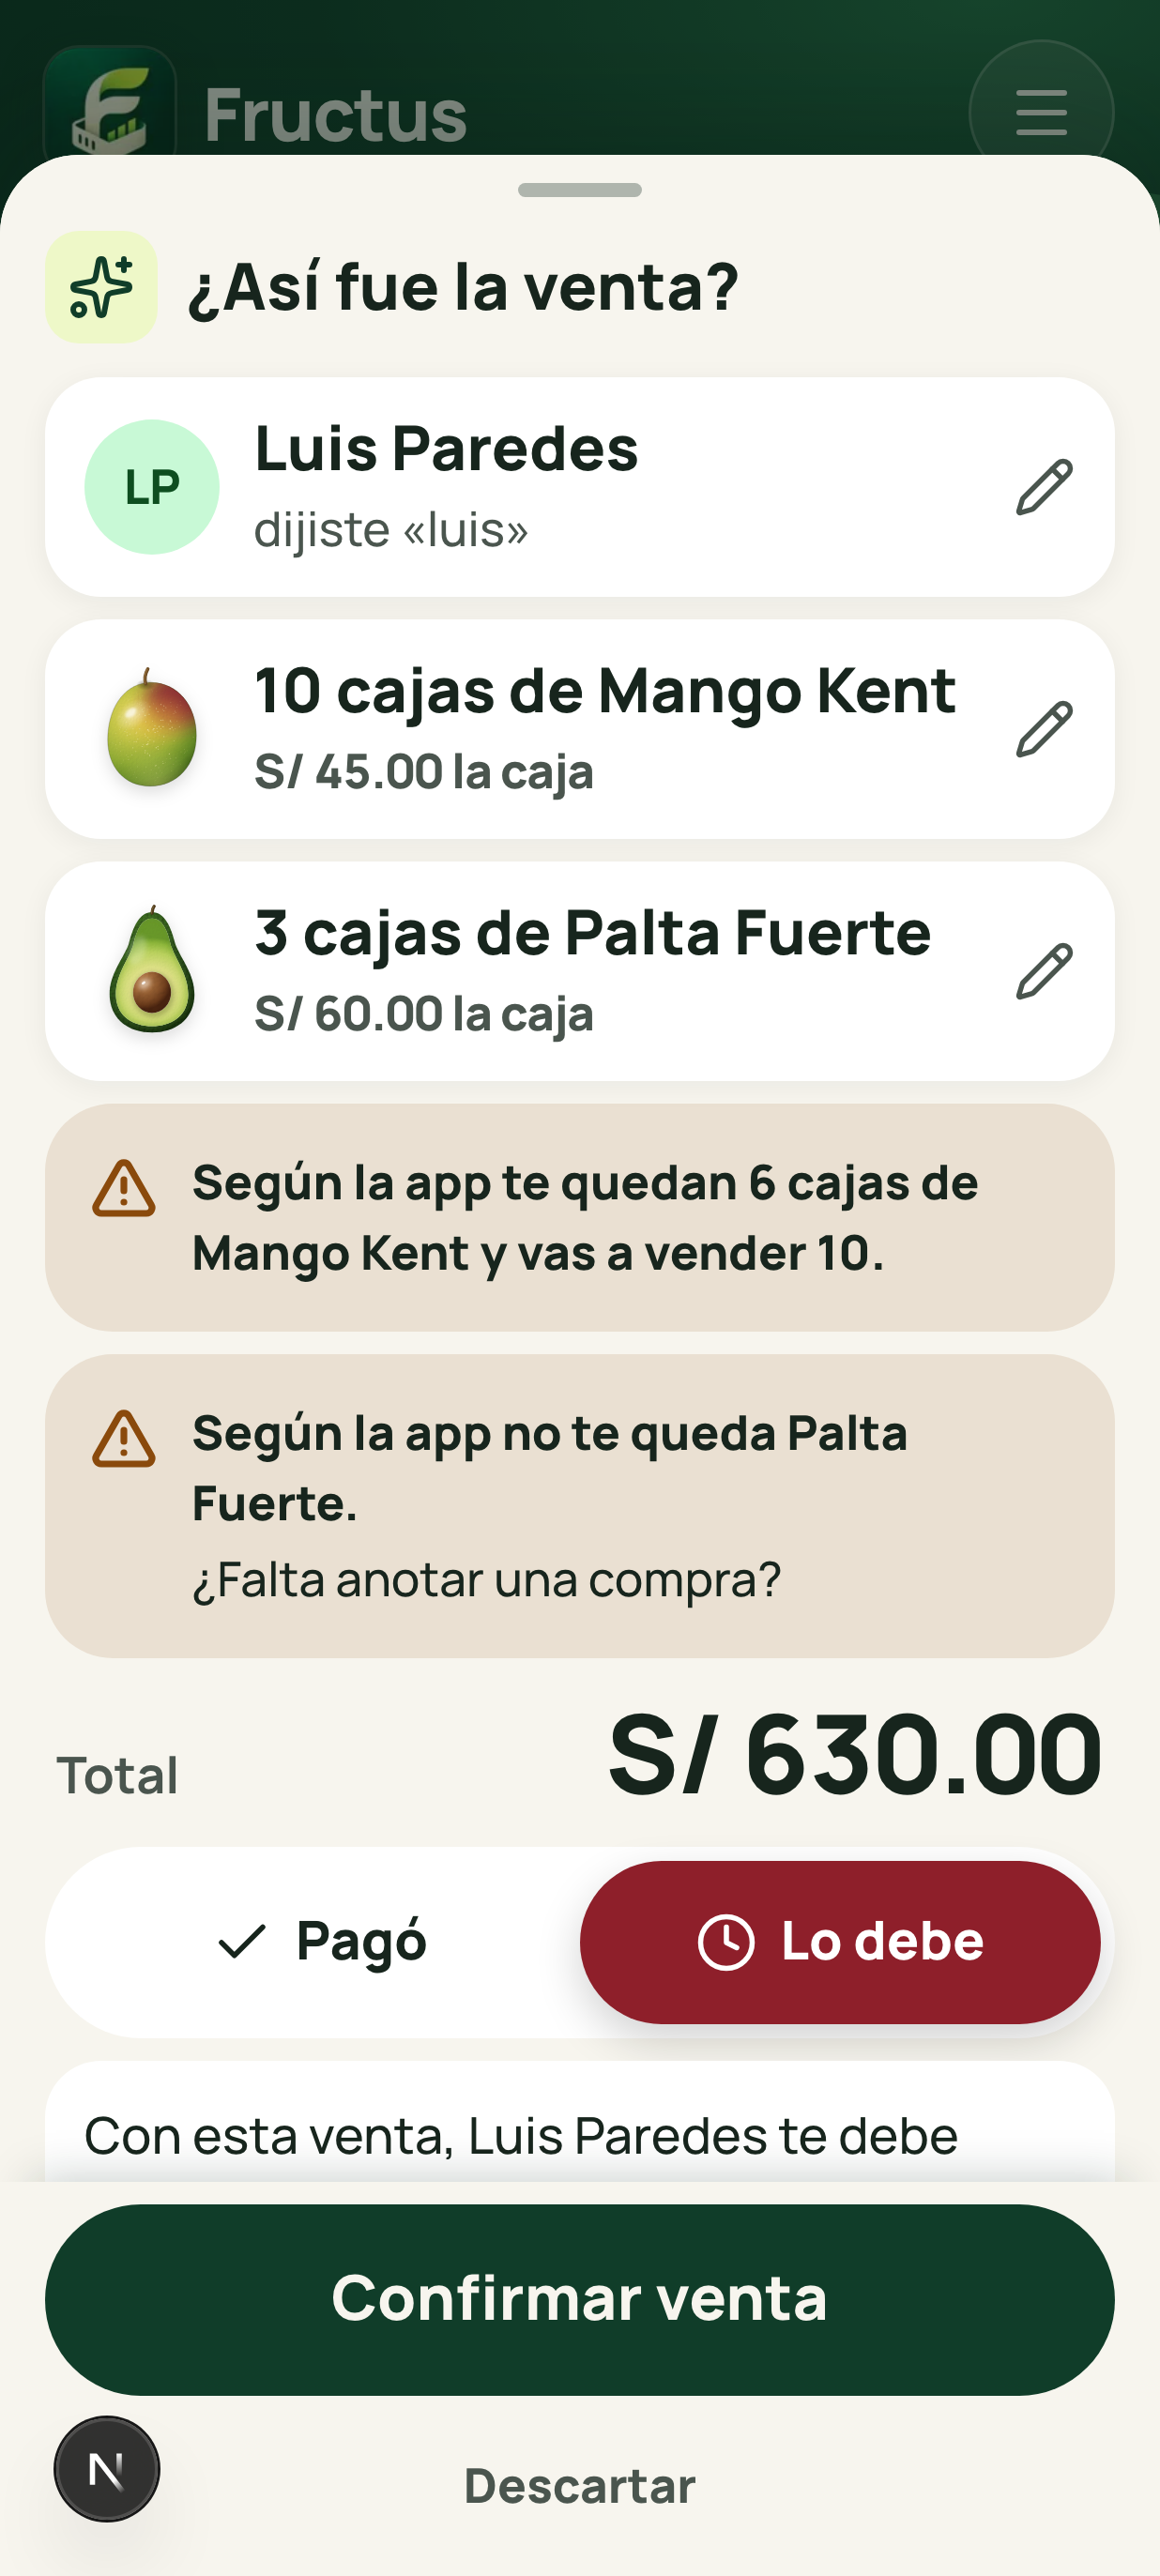 Fructus
¿Así fue la venta?
LP
Luis Paredes
dijiste «luis»
10 cajas de Mango Kent
S/ 45.00 la caja
3 cajas de Palta Fuerte
S/ 60.00 la caja
Según la app te quedan 6 cajas de
Mango Kent y vas a vender 10.
Según la app no te queda Palta
Fuerte.
¿Falta anotar una compra?
Total
S/ 630.00
Pagó
Lo debe
Con esta venta, Luis Paredes te debe
Confirmar venta
N
Descartar